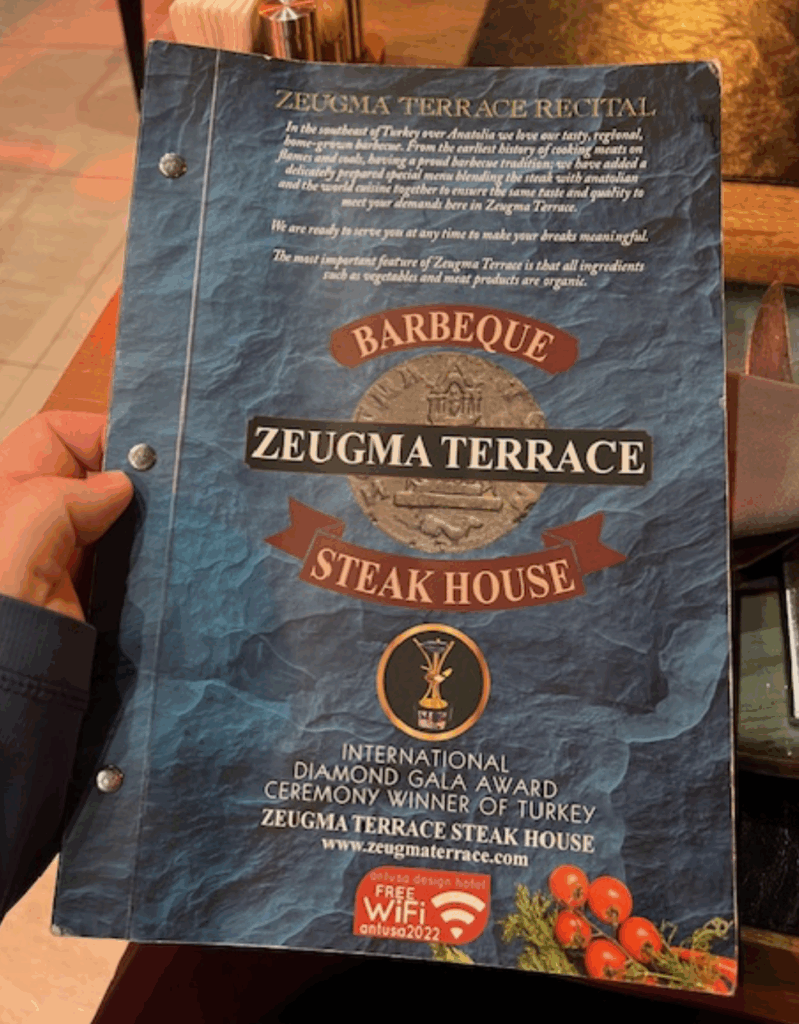 ZEUGMA TERRACE RECITAL
In the southeast of Turkey over Anatolia we love our tasty, regional,
home-grown barbecue. From the earliest history of cooking meats on
flames and coals, having a proud barbecue tradition; we have added a
delicately prepared special menu blending the steak with anatolian
and the world cuisine together to ensure the same taste and quality to
meet your demands here in Zeugma Terrace.
We are ready to serve you at any time to make your breaks meaningful.
The most important feature of Zeugma Terrace is that all ingredients
such as vegetables and meat products are organic.
BARBEQUE
ZEUGMA TERRACE
STEAK HOUSE
INTERNATIONAL
DIAMOND GALA AWARD
CEREMONY WINNER OF TURKEY
ZEUGMA TERRACE STEAK HOUSE
www.zeugmaterrace.com
antusa design hotel
FREE
WiFi
antusa2022